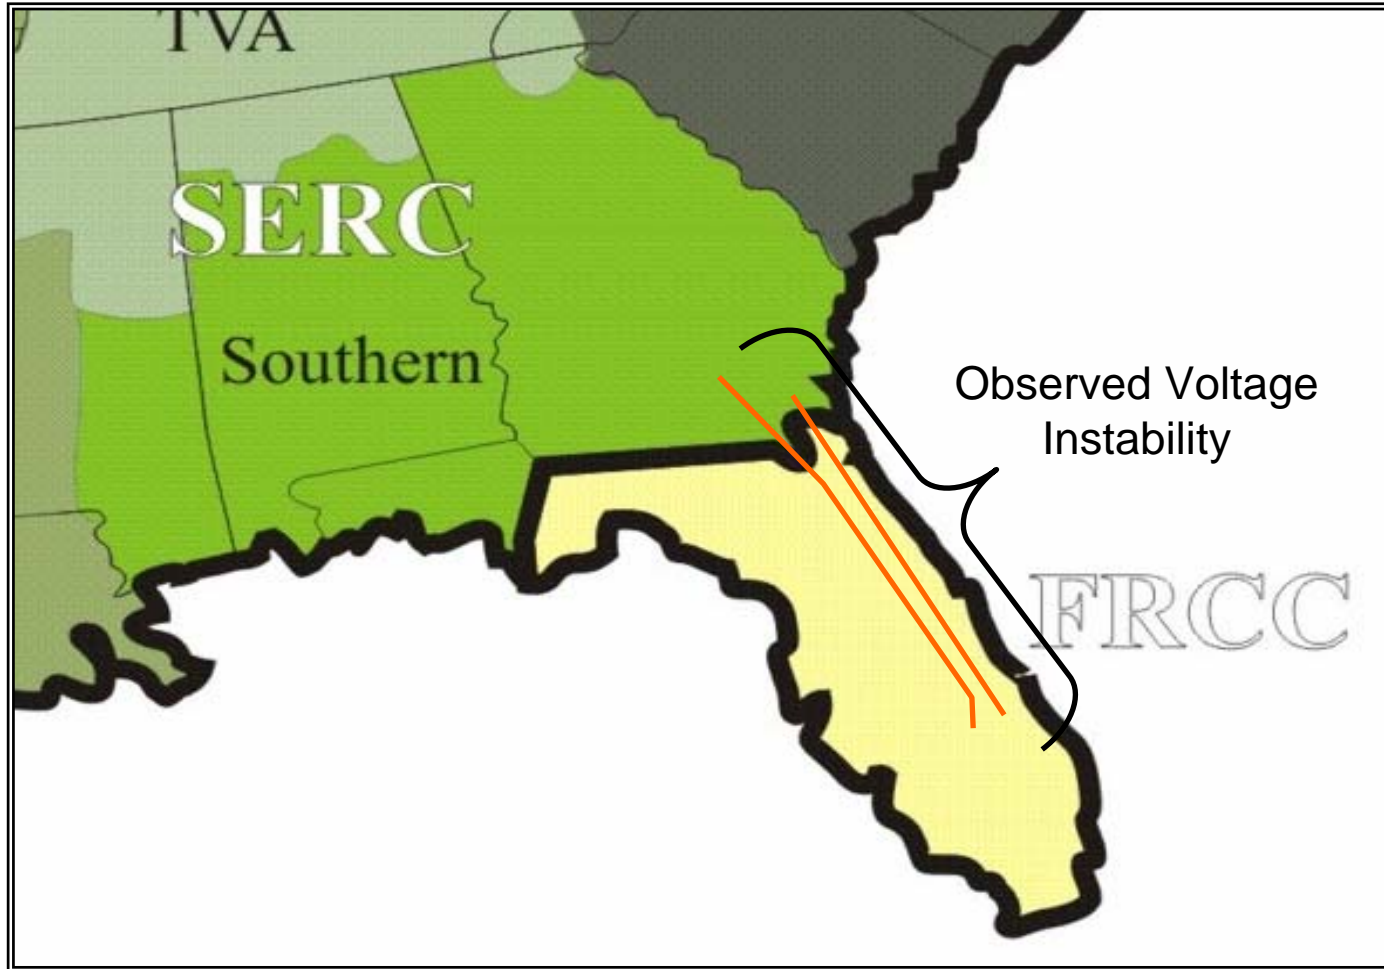 TVA
SERC
Southern
Observed Voltage
Instability
FRCC